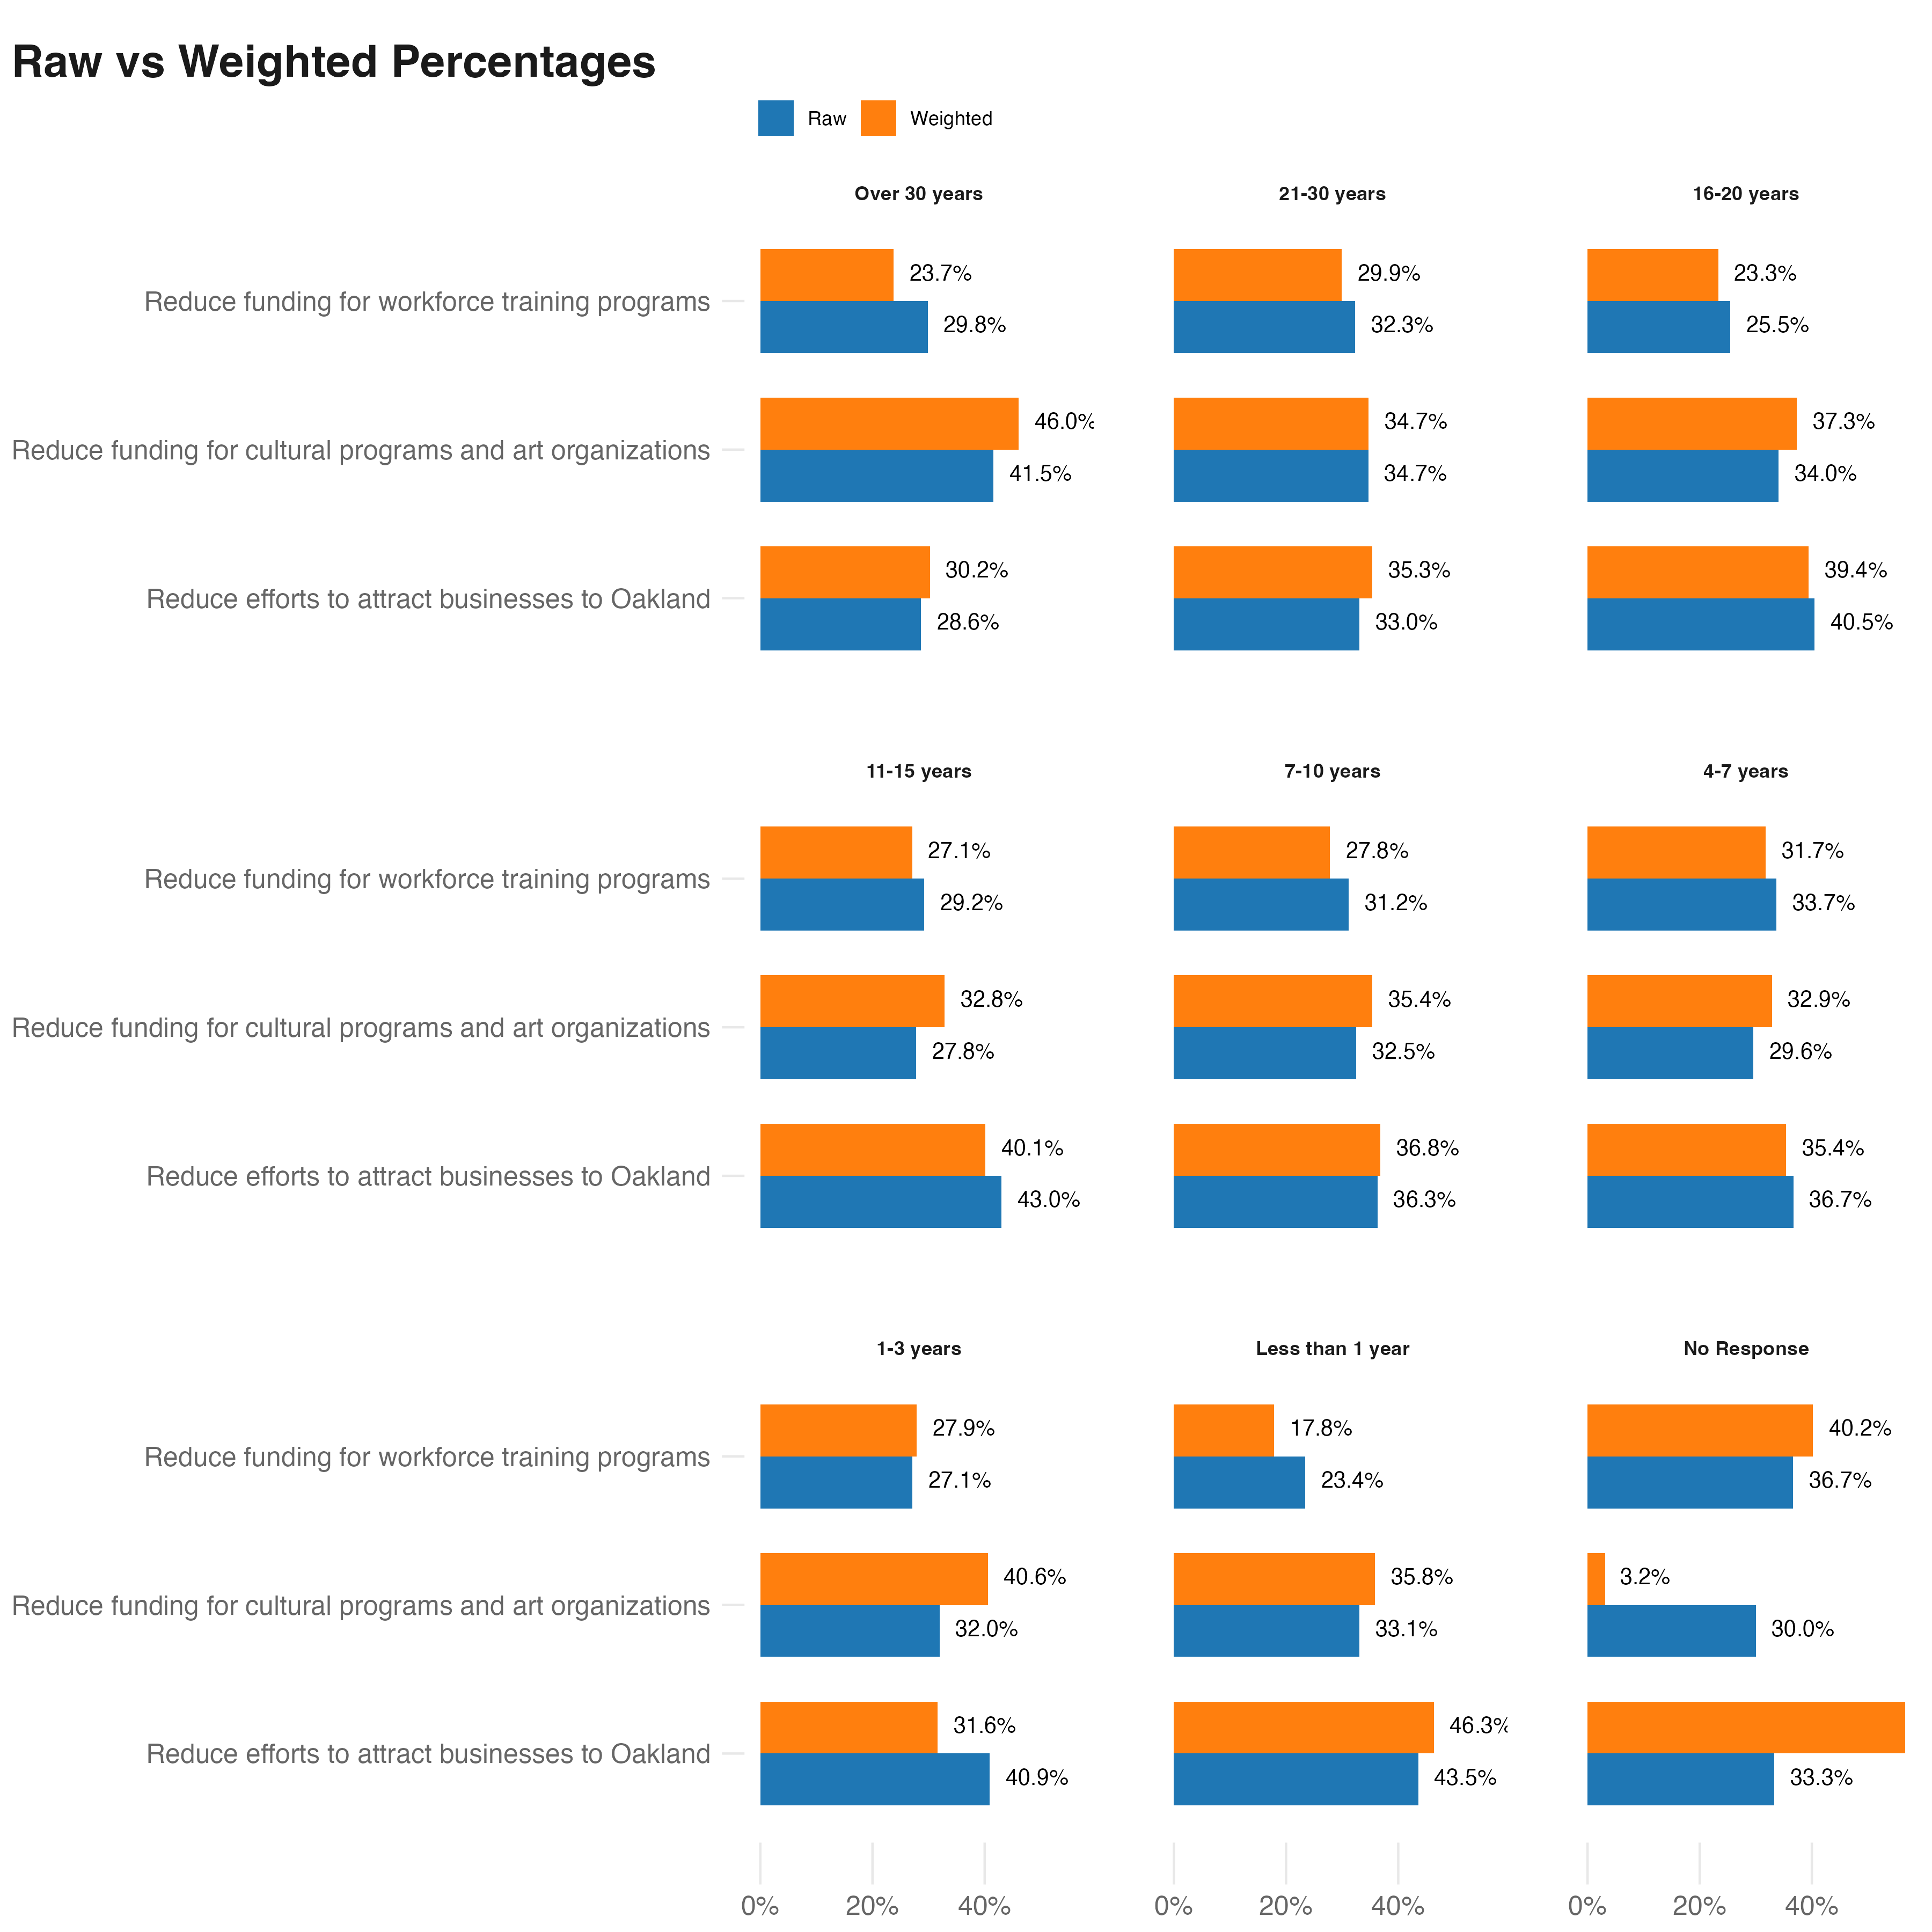 Raw vs Weighted Percentages
Raw Weighted
Over 30 years 21-30 years 16-20 years
23.7% 29.9% 23.3%
Reduce funding for workforce training programs
29.8% 32.3% 25.5%
46.0% 34.7% 37.3%
Reduce funding for cultural programs and art organizations
41.5% 34.7% 34.0%
30.2% 35.3% 39.4%
Reduce efforts to attract businesses to Oakland
28.6% 33.0% 40.5%
11-15 years 7-10 years 4-7 years
27.1% 27.8% 31.7%
Reduce funding for workforce training programs
29.2% 31.2% 33.7%
32.8% 35.4% 32.9%
Reduce funding for cultural programs and art organizations
27.8% 32.5% 29.6%
40.1% 36.8% 35.4%
Reduce efforts to attract businesses to Oakland
43.0% 36.3% 36.7%
1-3 years Less than 1 year No Response
27.9% 17.8% 40.2%
Reduce funding for workforce training programs
27.1% 23.4% 36.7%
40.6% 35.8% 3.2%
Reduce funding for cultural programs and art organizations
32.0% 33.1% 30.0%
31.6% 46.3%
Reduce efforts to attract businesses to Oakland
40.9% 43.5% 33.3%
0% 20% 40% 0% 20% 40% 0% 20% 40%